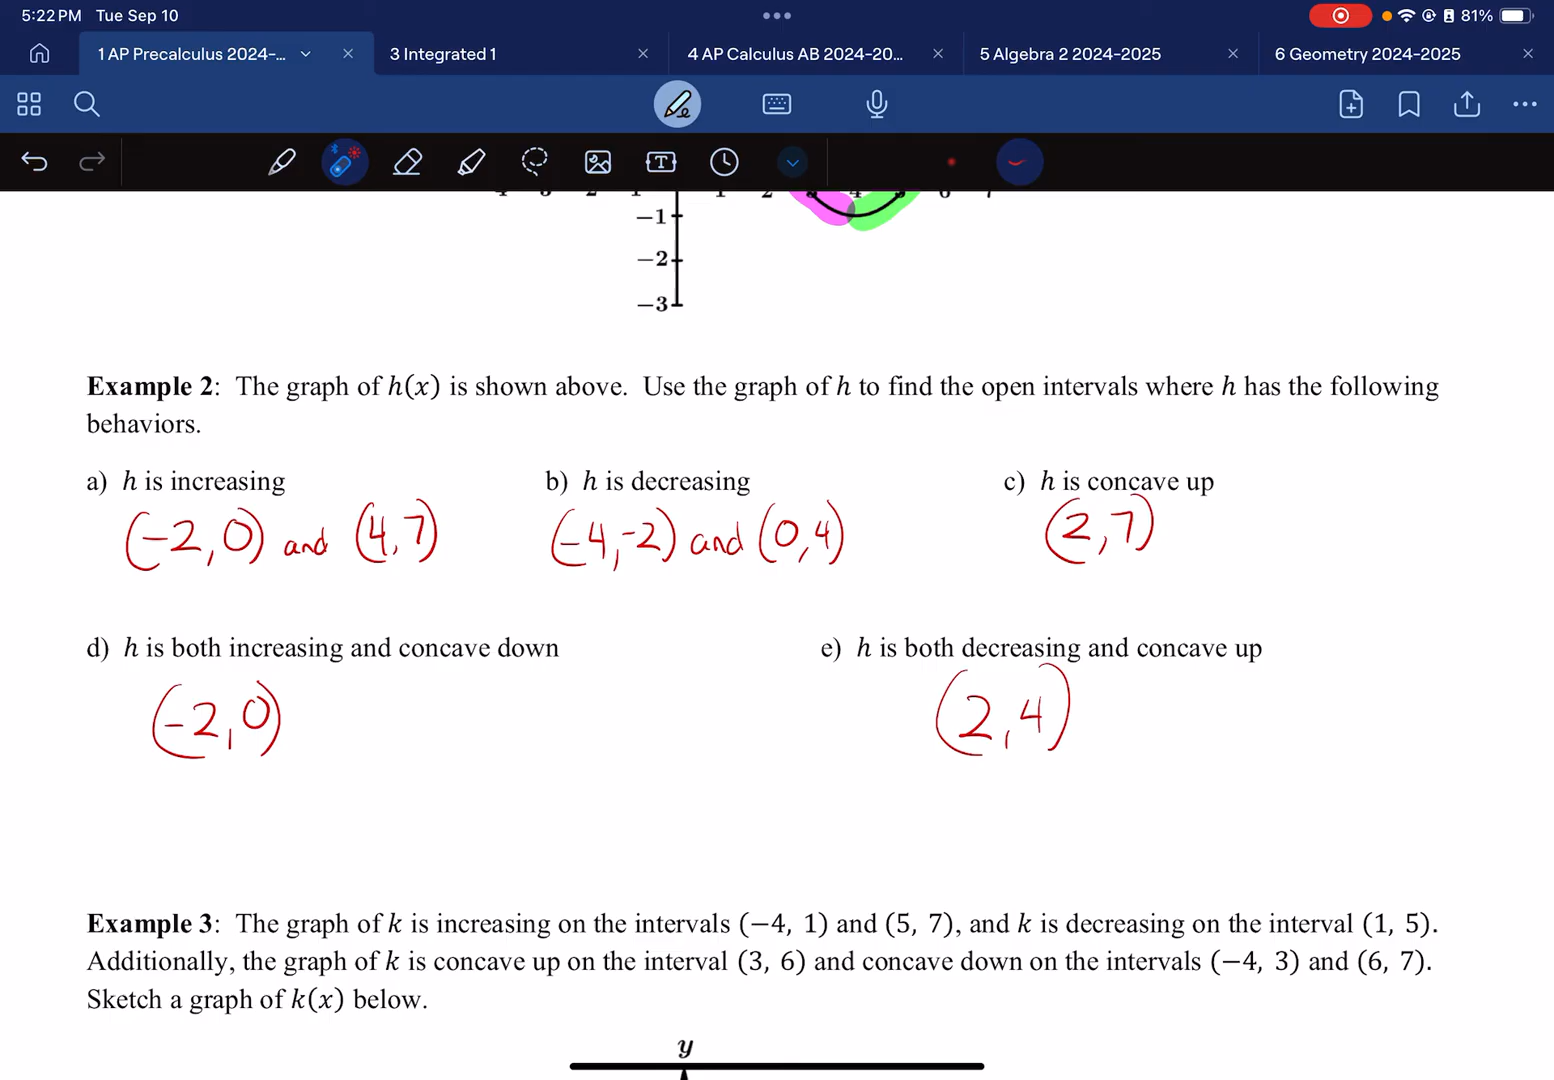 5:22 PM Tue Sep 10
81%
1 AP Precalculus 2024-...
3 Integrated 1
4 AP Calculus AB 2024-20...
5 Algebra 2 2024-2025
6 Geometry 2024-2025
−1
−2
−3
Example 2: The graph of h(x) is shown above. Use the graph of h to find the open intervals where h has the following
behaviors.
a) h is increasing
b) h is decreasing
c) h is concave up
(-2,0) and (4,7)
(-4,-2) and (0,4)
(2,7)
d) h is both increasing and concave down
e) h is both decreasing and concave up
(-2,0)
(2,4)
Example 3: The graph of k is increasing on the intervals (−4, 1) and (5, 7), and k is decreasing on the interval (1, 5).
Additionally, the graph of k is concave up on the interval (3, 6) and concave down on the intervals (−4, 3) and (6, 7).
Sketch a graph of k(x) below.
y